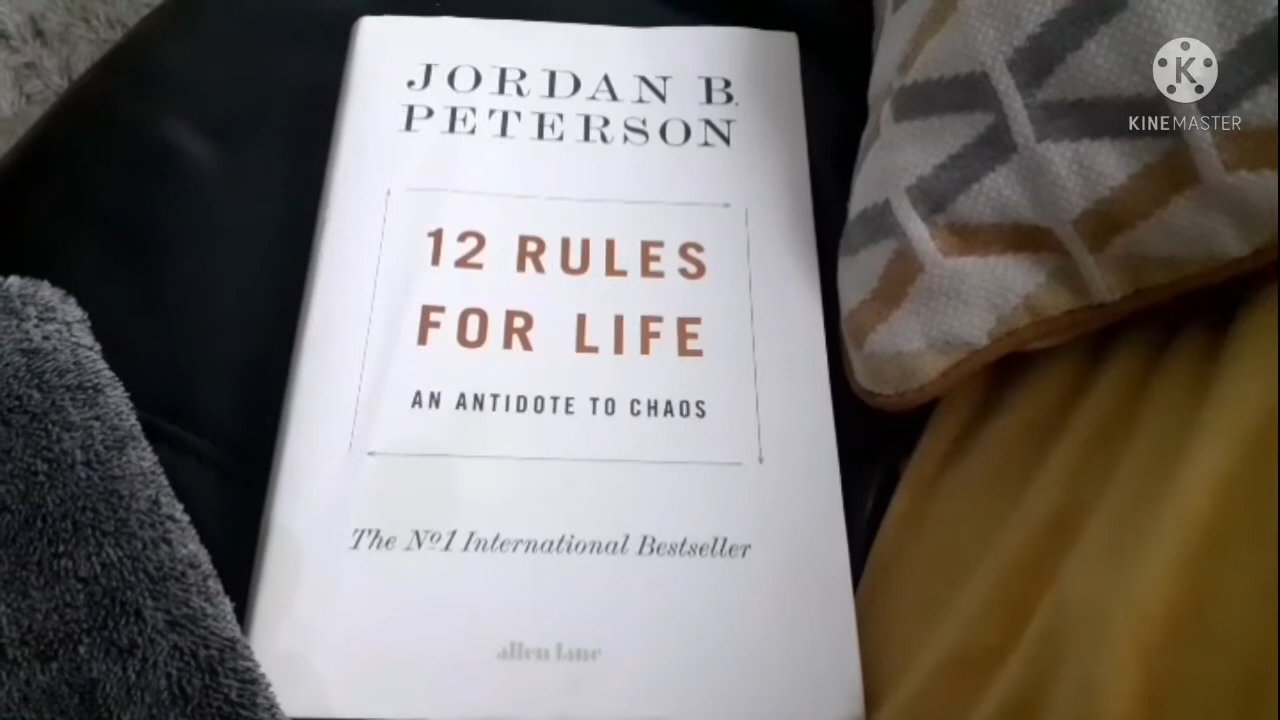 JORDAN B.
PETERSON
12 RULES
FOR LIFE
AN ANTIDOTE TO CHAOS
The Nº1 International Bestseller
allen lane
K
KINEMASTER